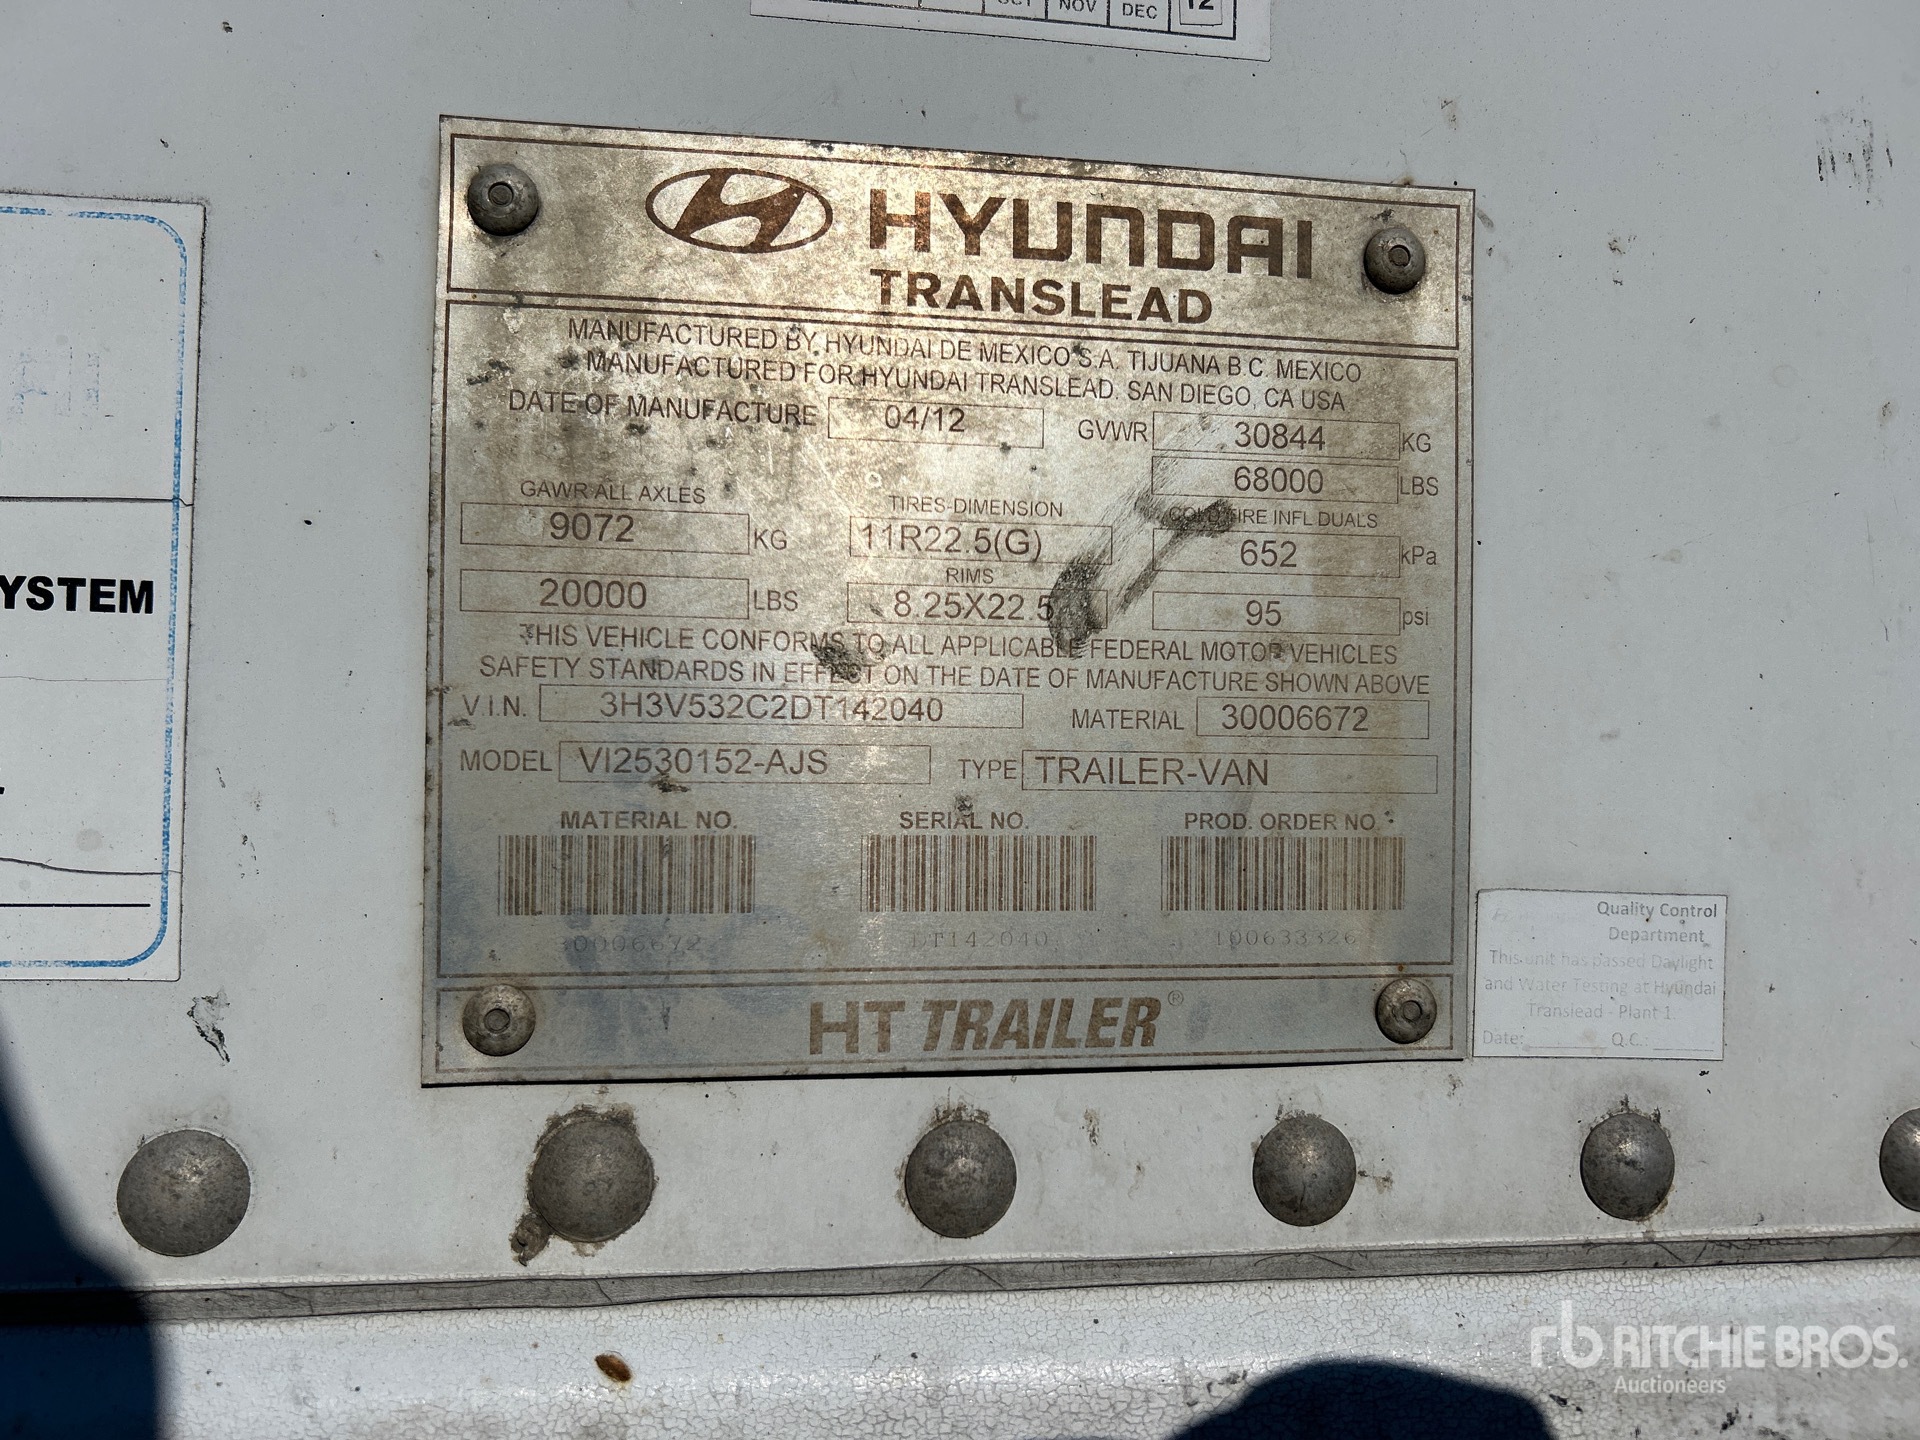 OCT NOV DEC 12
HYUNDAI
TRANSLEAD
MANUFACTURED BY HYUNDAI DE MEXICO S.A. TIJUANA B.C. MEXICO
MANUFACTURED FOR HYUNDAI TRANSLEAD. SAN DIEGO, CA USA
DATE OF MANUFACTURE 04/12 GVWR 30844 KG
68000 LBS
GAWR ALL AXLES TIRES-DIMENSION COLD TIRE INFL DUALS
9072 KG 11R22.5(G) 652 kPa
RIMS
20000 LBS 8.25X22.5 95 psi
THIS VEHICLE CONFORMS TO ALL APPLICABLE FEDERAL MOTOR VEHICLES
SAFETY STANDARDS IN EFFECT ON THE DATE OF MANUFACTURE SHOWN ABOVE
V.I.N. 3H3V532C2DT142040 MATERIAL 30006672
MODEL VI2530152-AJS TYPE TRAILER-VAN
MATERIAL NO. SERIAL NO. PROD. ORDER NO.
0006672 DT142040 100633326
HT TRAILER®
YSTEM
Quality Control
Department
This unit has passed Daylight
and Water Testing at Hyundai
Translead - Plant 1.
Date: Q.C.:
rb RITCHIE BROS.
Auctioneers